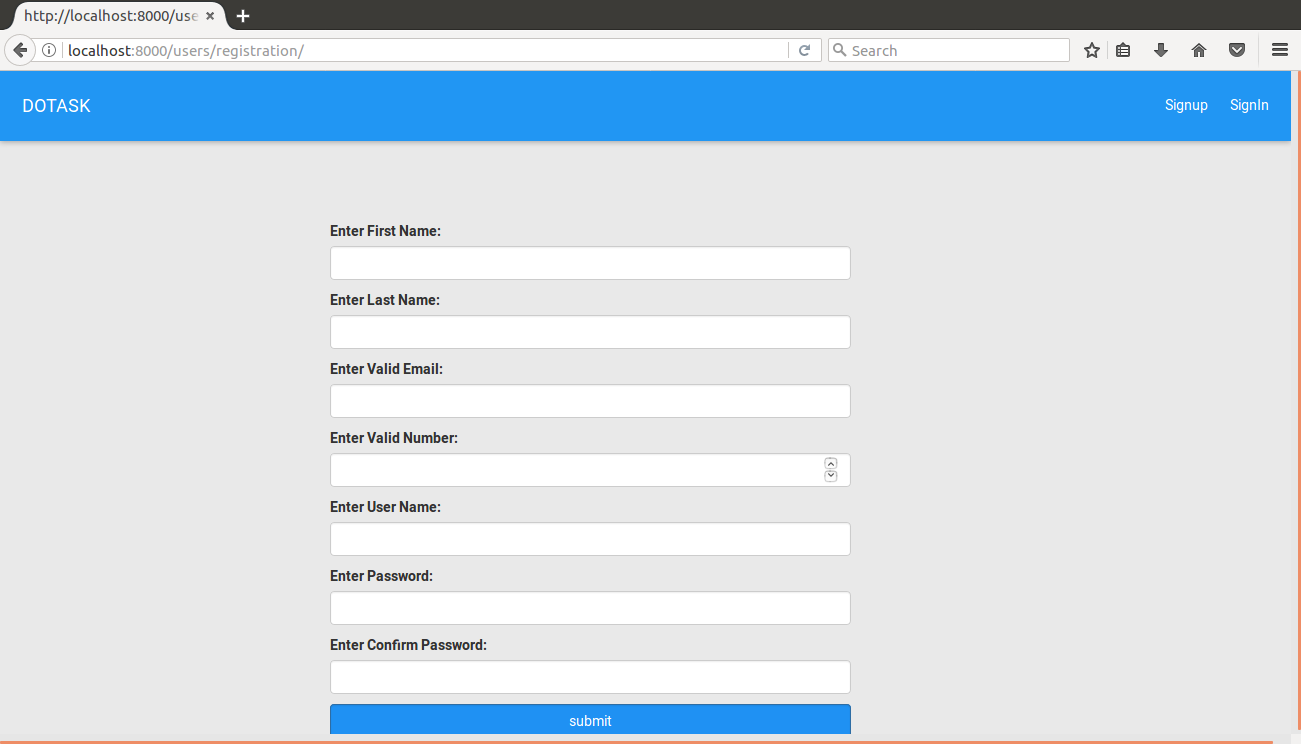 http://localhost:8000/use
localhost:8000/users/registration/
Search
DOTASK
Signup
SignIn
Enter First Name:
Enter Last Name:
Enter Valid Email:
Enter Valid Number:
Enter User Name:
Enter Password:
Enter Confirm Password:
submit